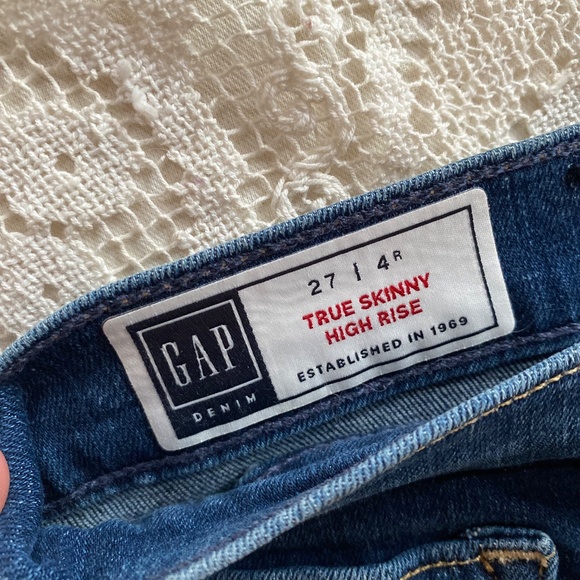 GAP
DENIM
27 | 4R
TRUE SKINNY
HIGH RISE
ESTABLISHED IN 1969